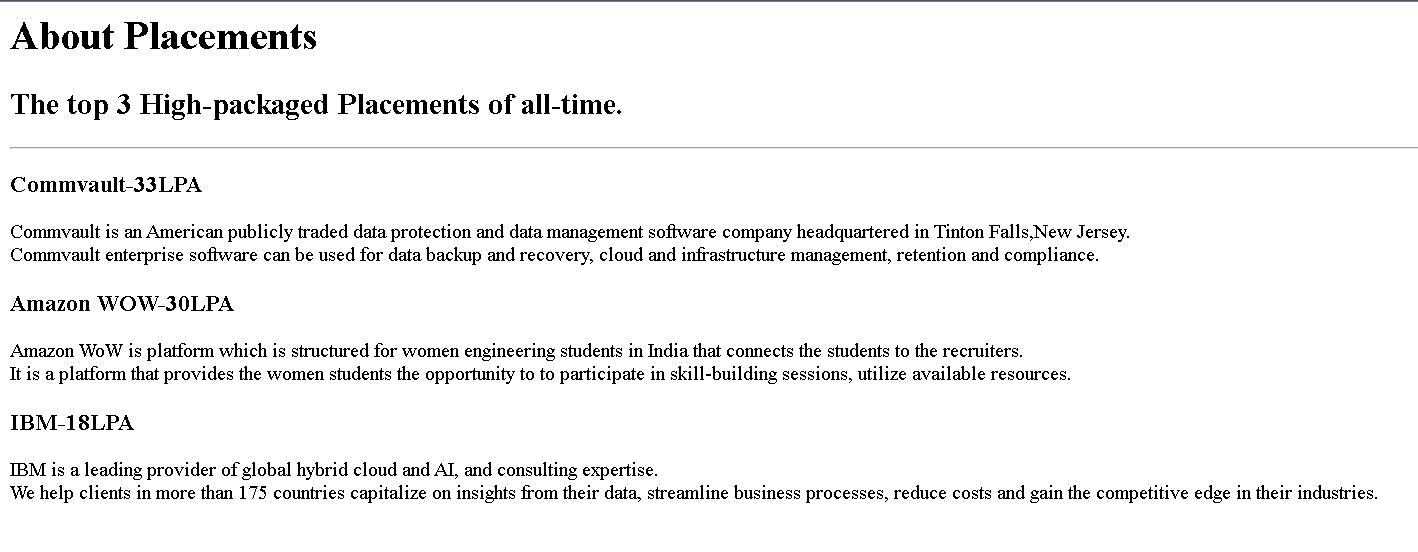 About Placements
The top 3 High-packaged Placements of all-time.
Commvault-33LPA
Commvault is an American publicly traded data protection and data management software company headquartered in Tinton Falls,New Jersey.
Commvault enterprise software can be used for data backup and recovery, cloud and infrastructure management, retention and compliance.
Amazon WOW-30LPA
Amazon WoW is platform which is structured for women engineering students in India that connects the students to the recruiters.
It is a platform that provides the women students the opportunity to to participate in skill-building sessions, utilize available resources.
IBM-18LPA
IBM is a leading provider of global hybrid cloud and AI, and consulting expertise.
We help clients in more than 175 countries capitalize on insights from their data, streamline business processes, reduce costs and gain the competitive edge in their industries.